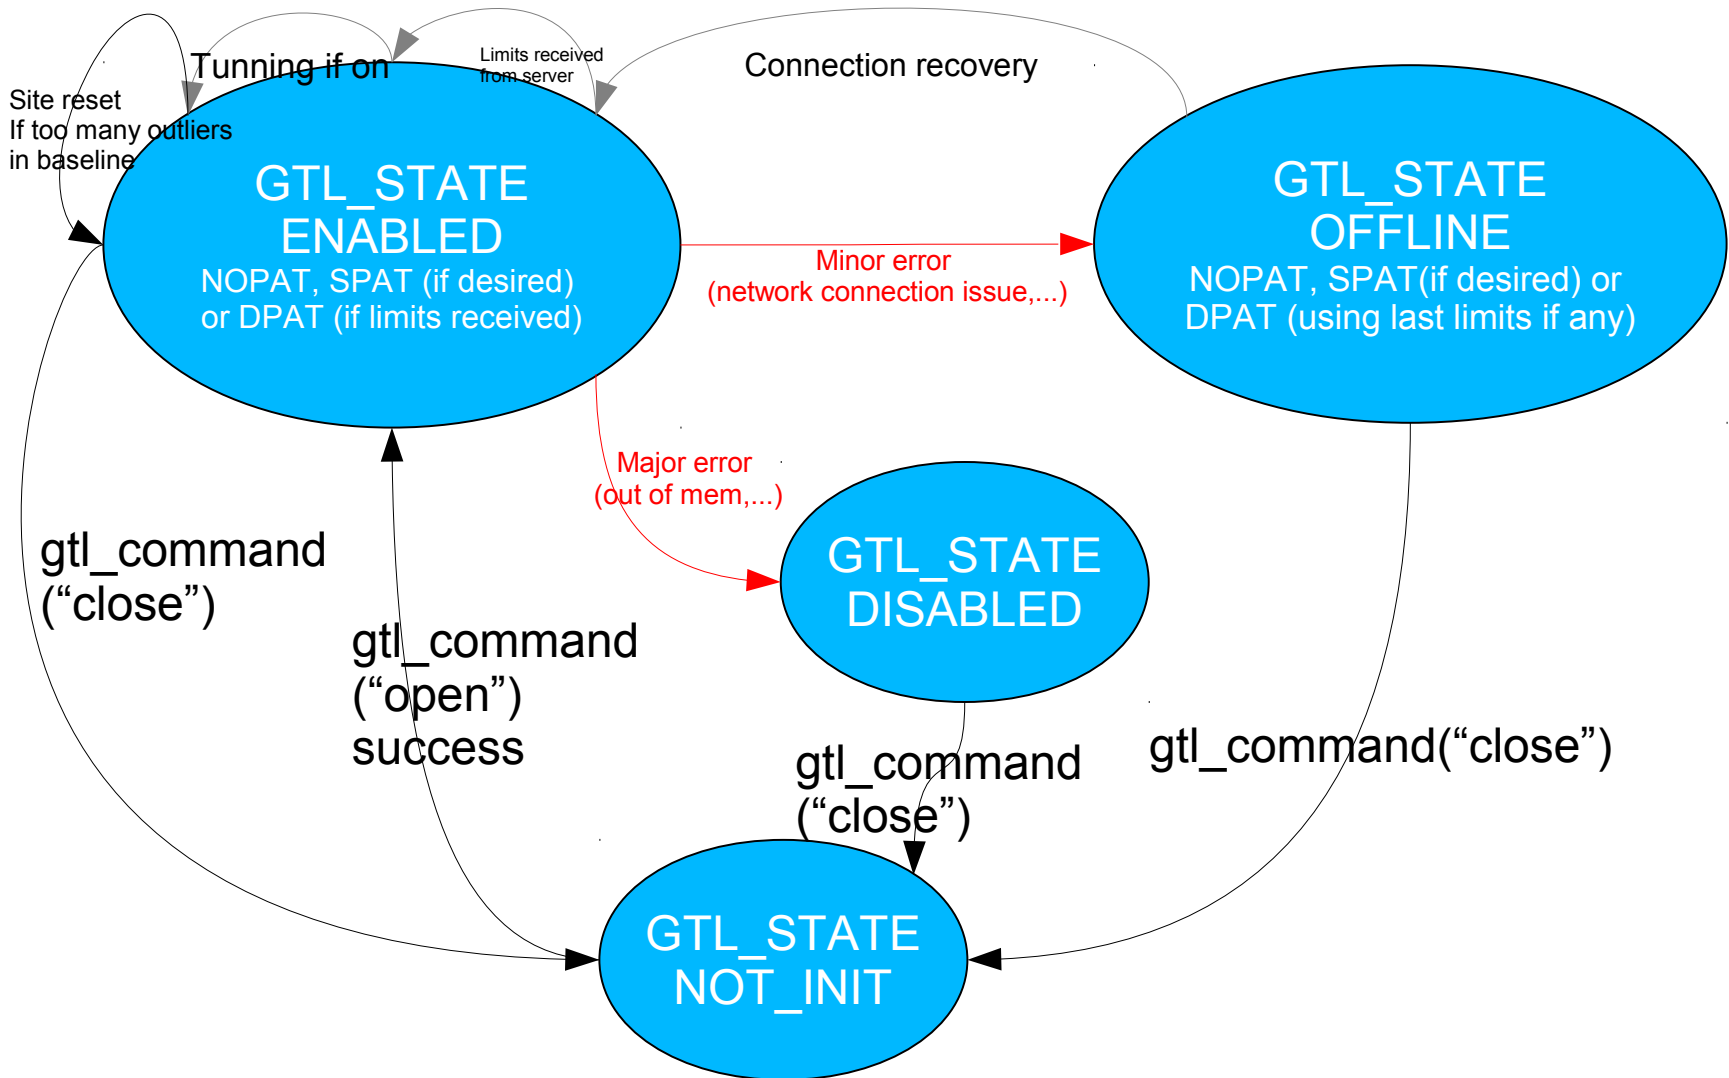 Tunning if on
Limits received
from server
Connection recovery
Site reset
If too many outliers
in baseline
GTL_STATE
ENABLED
NOPAT, SPAT (if desired)
or DPAT (if limits received)
GTL_STATE
OFFLINE
NOPAT, SPAT(if desired) or
DPAT (using last limits if any)
Minor error
(network connection issue,...)
Major error
(out of mem,...)
GTL_STATE
DISABLED
gtl_command
(“close”)
gtl_command
(“open”)
success
gtl_command
(“close”)
gtl_command(“close”)
GTL_STATE
NOT_INIT